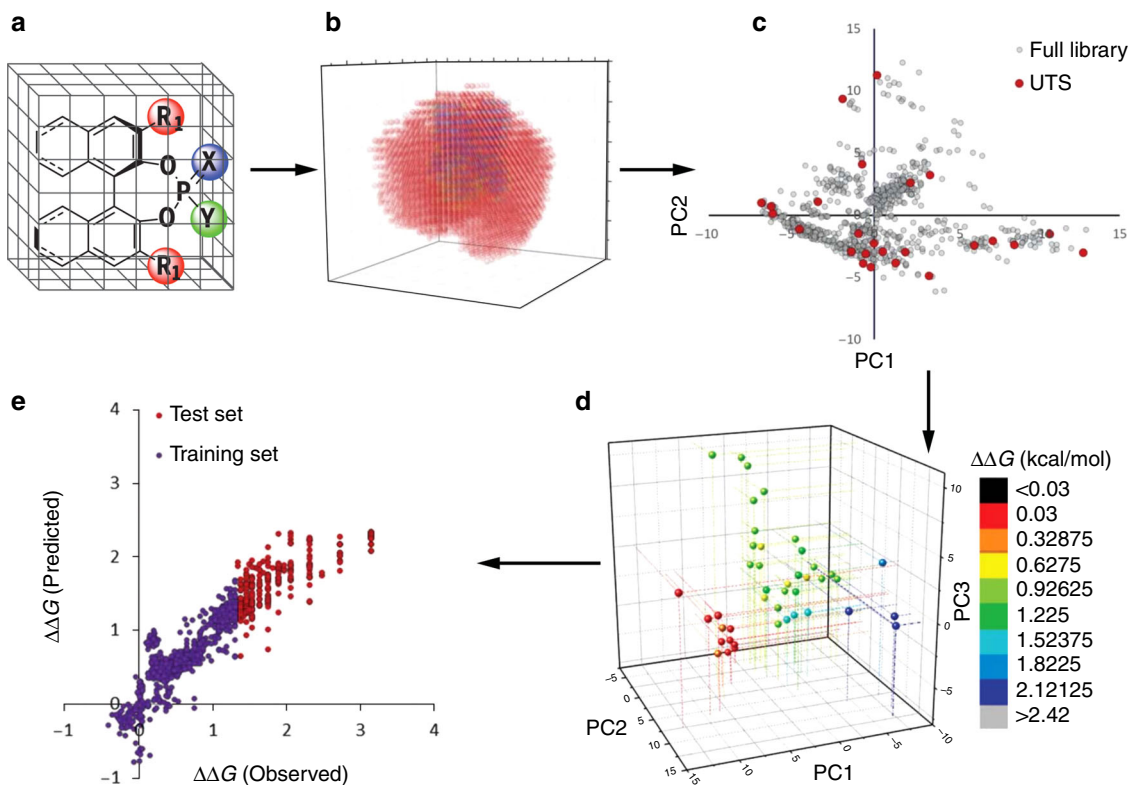 a
R1
O
X
P
O
Y
R1
b
c
Full library
UTS
15
10
5
0
−5
−10
−10
−5
5
10
15
PC2
PC1
d
ΔΔG (kcal/mol)
<0.03
0.03
0.32875
0.6275
0.92625
1.225
1.52375
1.8225
2.12125
>2.42
10
5
0
−5
PC3
−5
0
5
10
15
PC2
15
10
5
0
−5
−10
PC1
e
Test set
Training set
4
3
2
1
0
−1
−1
0
1
2
3
4
ΔΔG (Predicted)
ΔΔG (Observed)